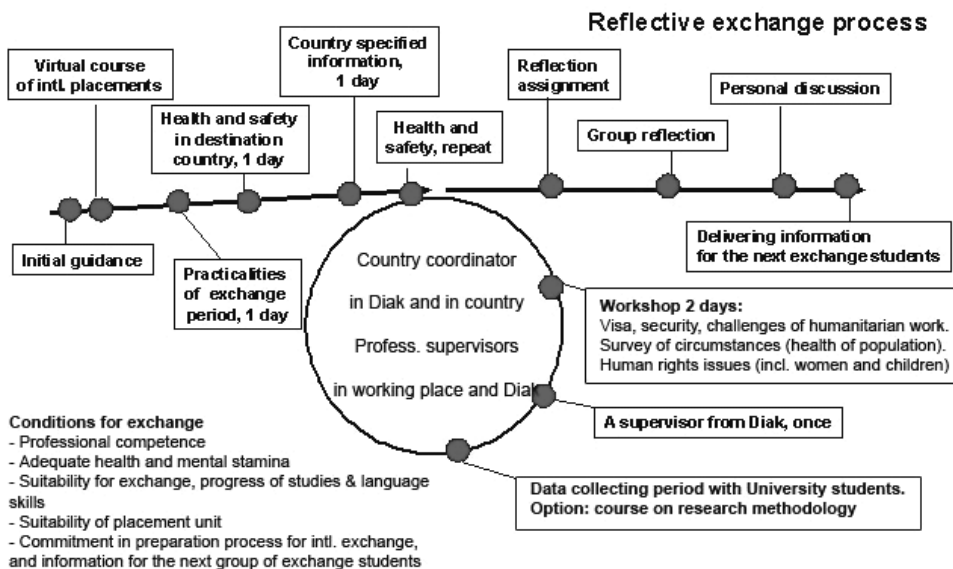 Reflective exchange process
Virtual course
of intl. placements
Country specified
information,
1 day
Health and safety
in destination
country, 1 day
Health and
safety, repeat
Reflection
assignment
Group reflection
Personal discussion
Initial guidance
Practicalities
of exchange
period, 1 day
Delivering information
for the next exchange students
Country coordinator
in Diak and in country
Profess. supervisors
in working place and Diak
Workshop 2 days:
Visa, security, challenges of humanitarian work.
Survey of circumstances (health of population).
Human rights issues (incl. women and children)
A supervisor from Diak, once
Data collecting period with University students.
Option: course on research methodology
Conditions for exchange
- Professional competence
- Adequate health and mental stamina
- Suitability for exchange, progress of studies & language
skills
- Suitability of placement unit
- Commitment in preparation process for intl. exchange,
and information for the next group of exchange students